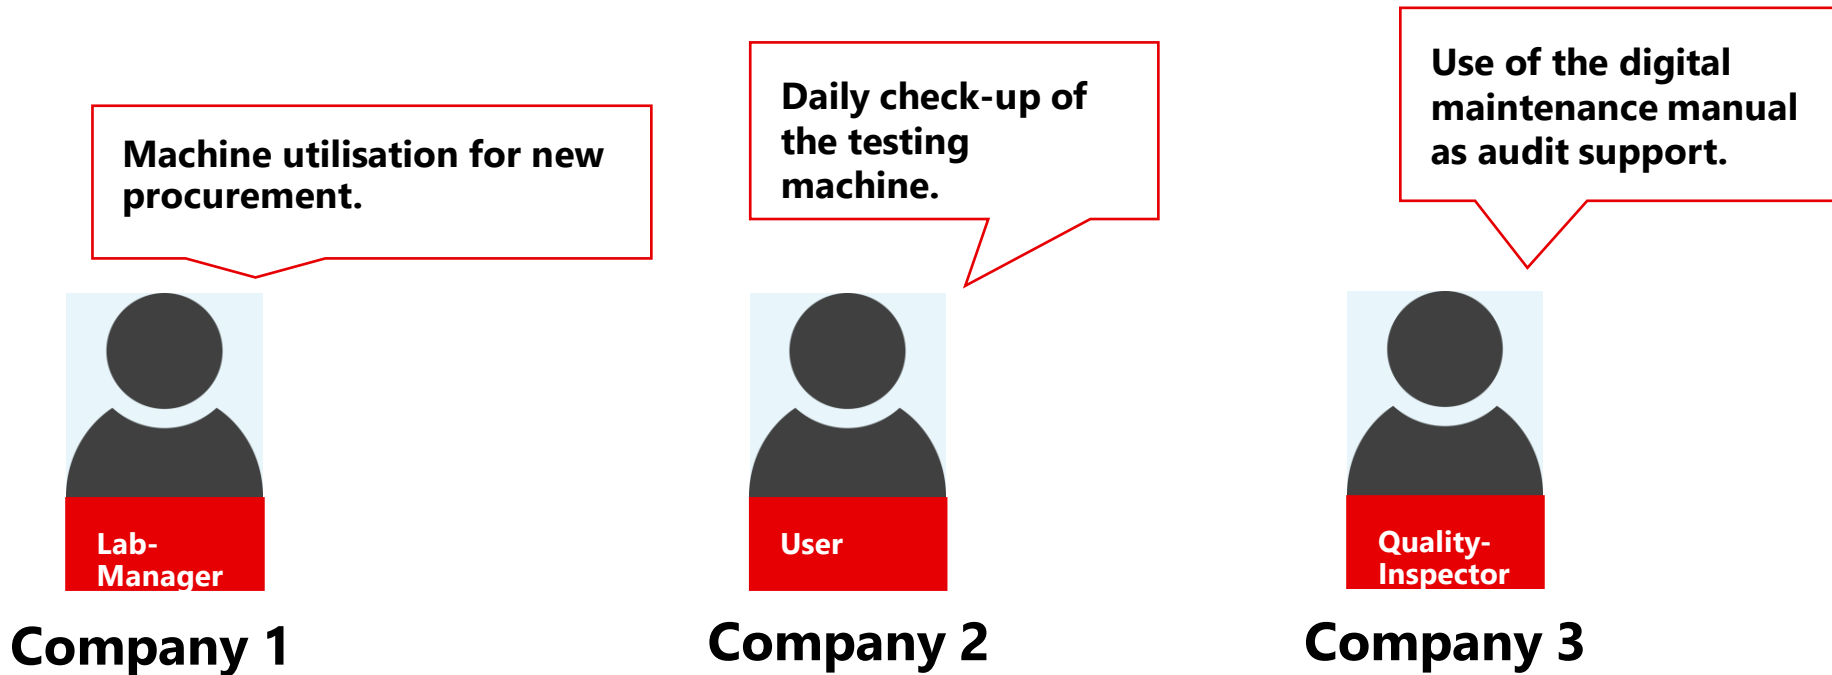 Machine utilisation for new
procurement.
Daily check-up of
the testing
machine.
Use of the digital
maintenance manual
as audit support.
Lab-
Manager
User
Quality-
Inspector
Company 1
Company 2
Company 3